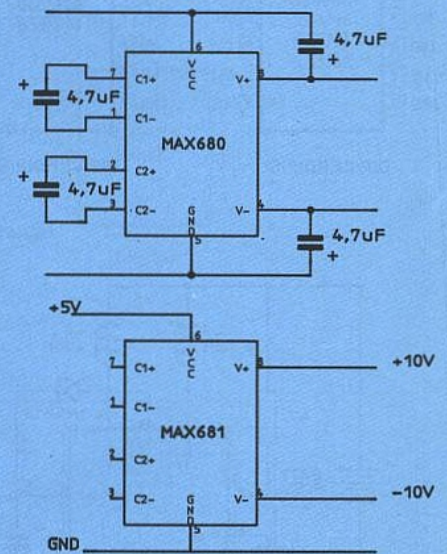 6
4,7uF
+
7
C1+
V
C
C
V+
8
+
4,7uF
1
C1-
MAX680
2
C2+
+
4,7uF
3
C2-
G
N
D
V-
4
5
4,7uF
+
+5V
6
7
C1+
V
C
C
V+
8
+10V
1
C1-
MAX681
2
C2+
3
C2-
G
N
D
V-
4
-10V
5
GND